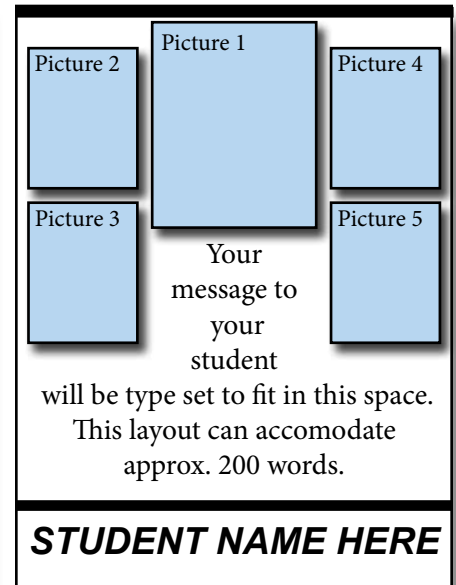 Picture 1
Picture 2
Picture 4
Picture 3
Picture 5
Your
message to
your
student
will be type set to fit in this space.
This layout can accomodate
approx. 200 words.
STUDENT NAME HERE